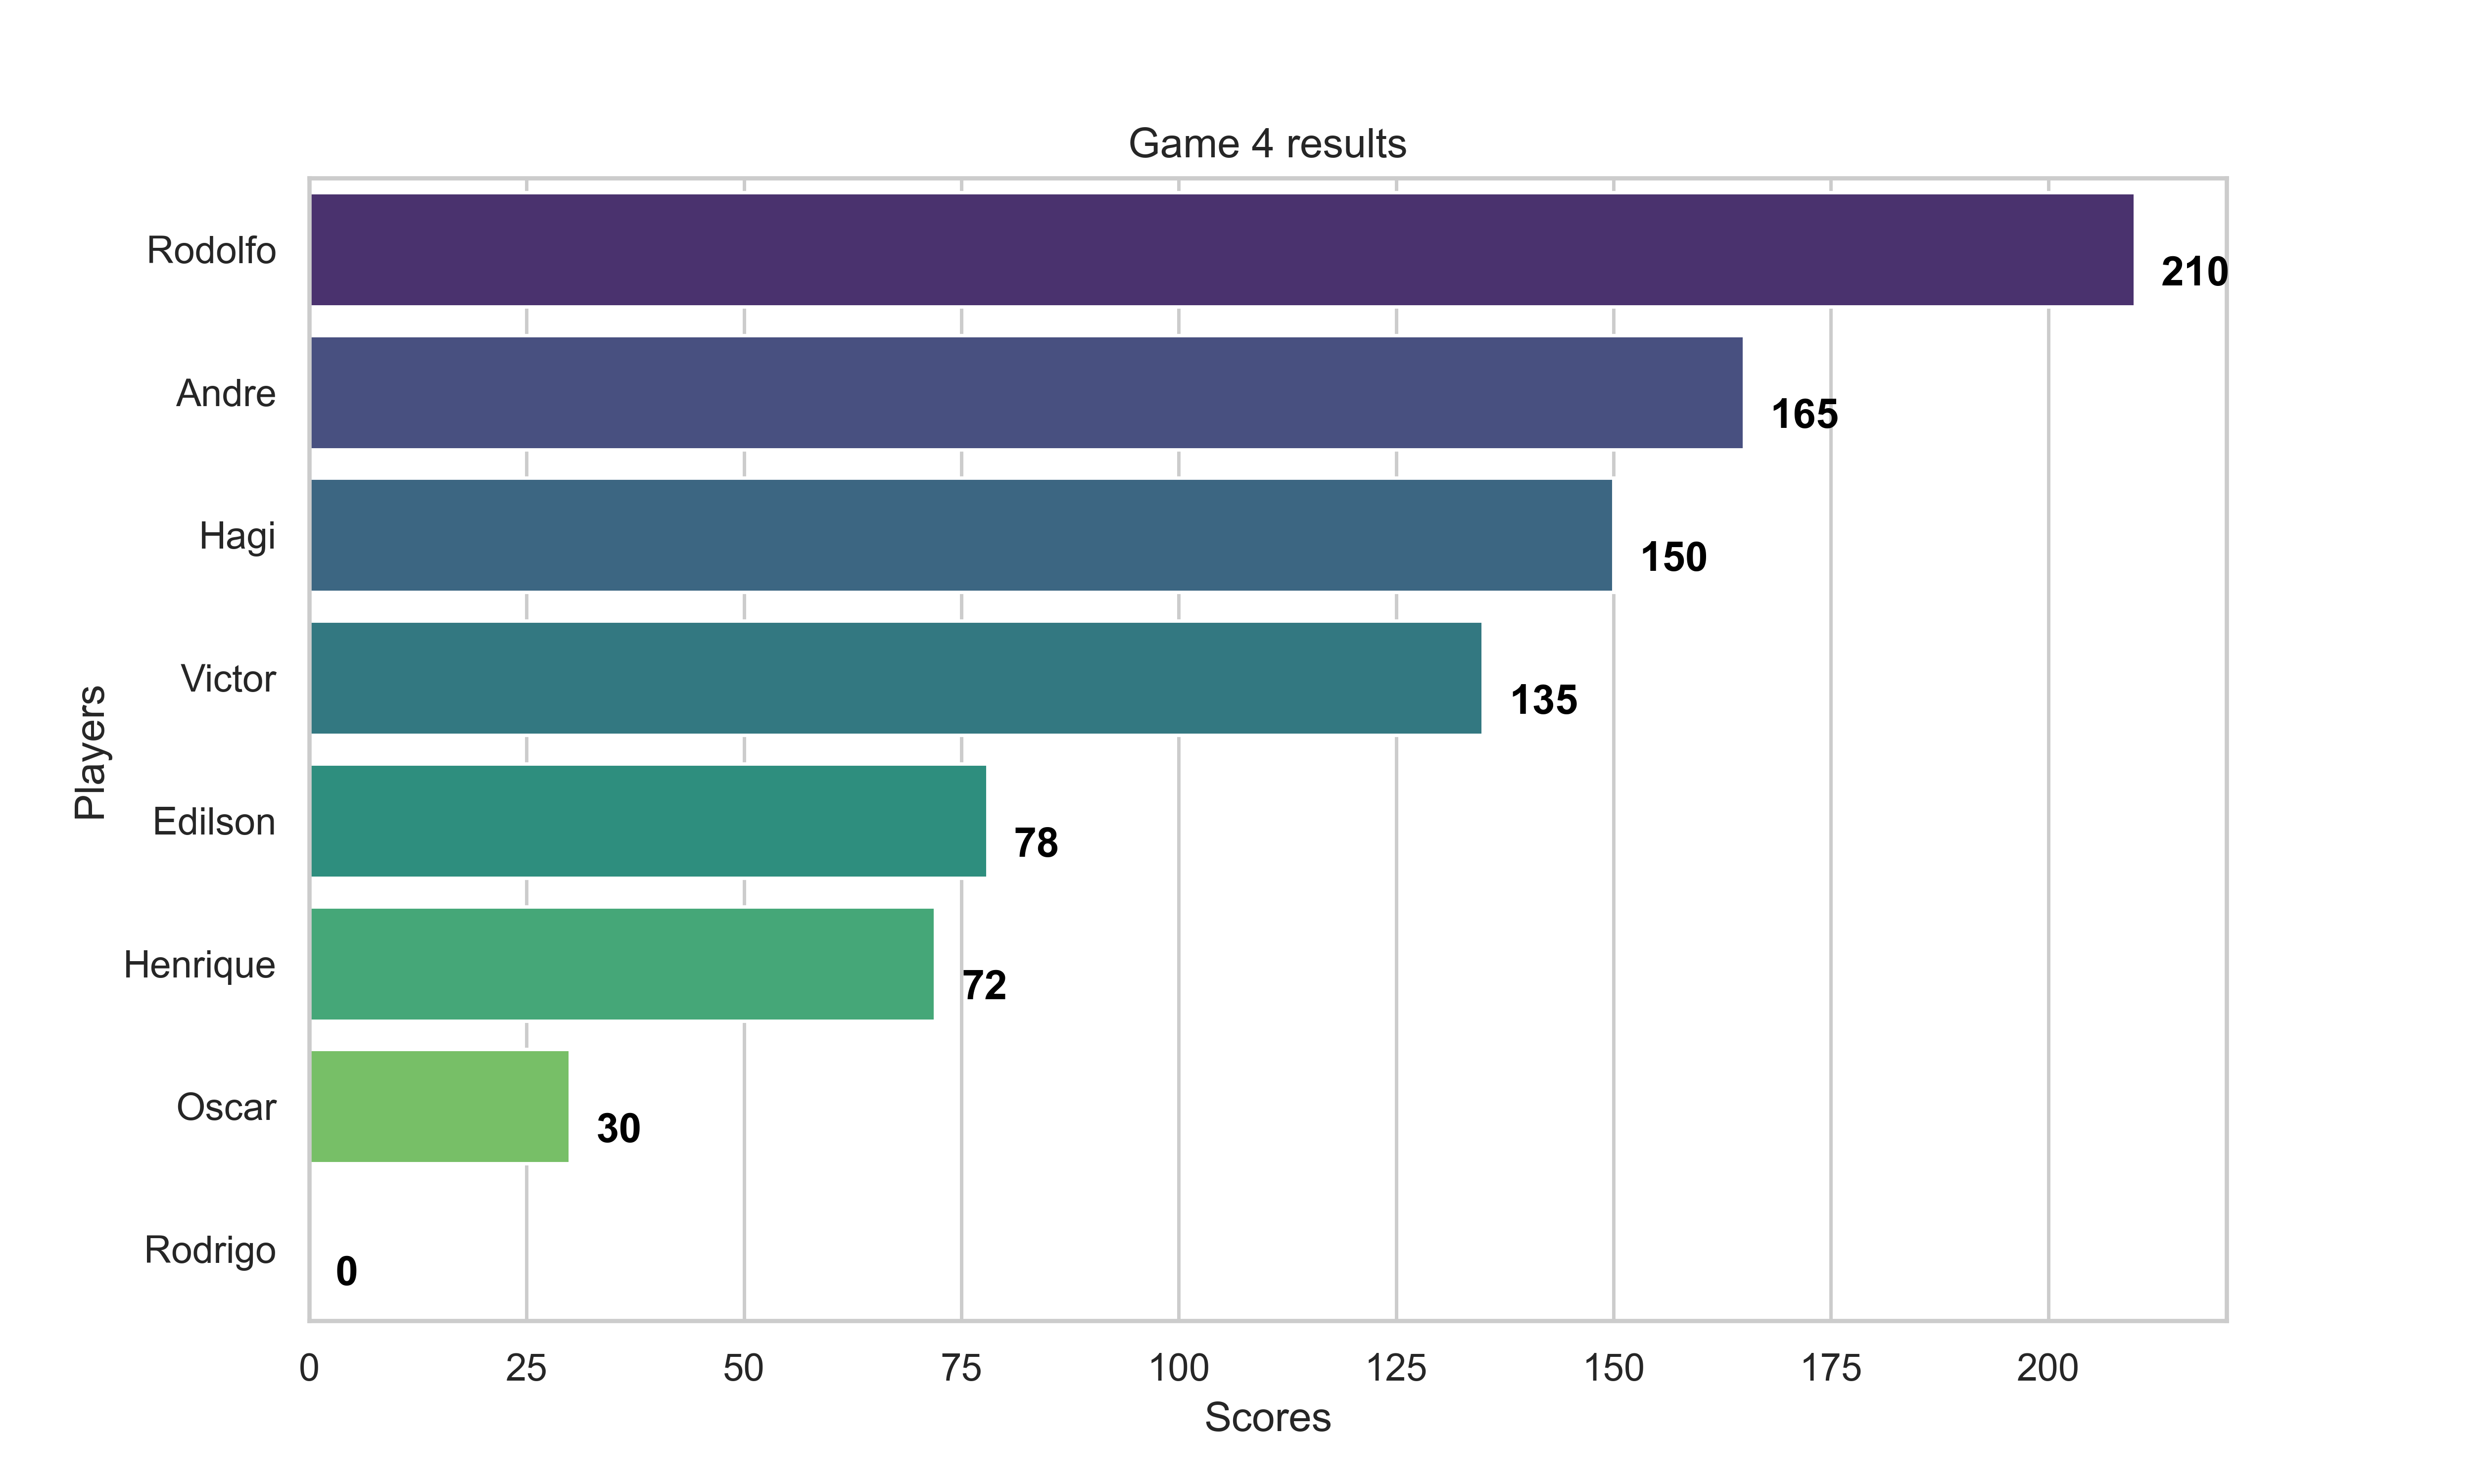 Game 4 results
Rodolfo
210
Andre
165
Hagi
150
Victor
135
Players
Edilson
78
Henrique
72
Oscar
30
Rodrigo
0
0 25 50 75 100 125 150 175 200
Scores